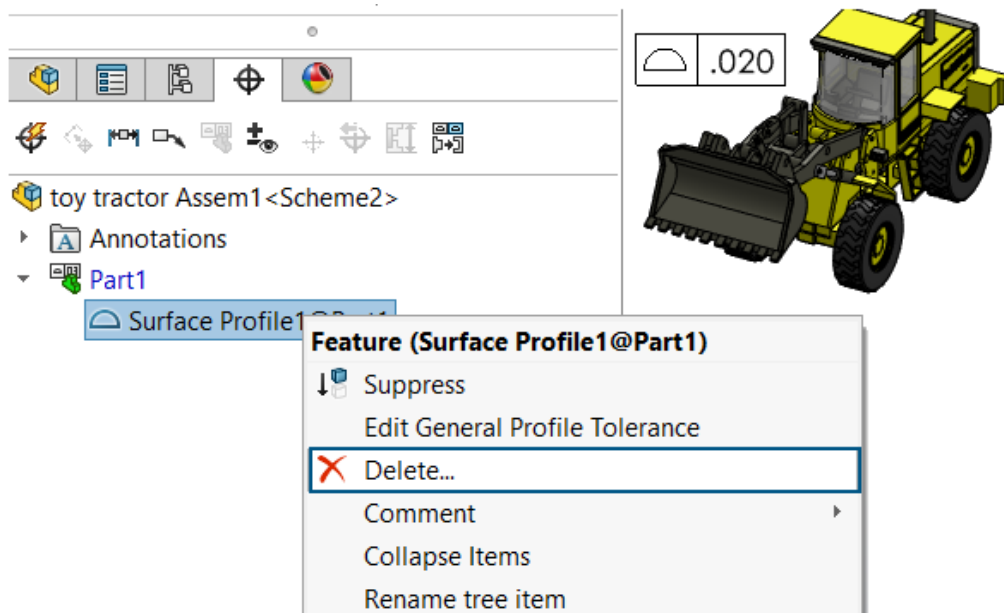 .020
toy tractor Assem1<Scheme2>
Annotations
Part1
Surface Profile1@Part1
Feature (Surface Profile1@Part1)
Suppress
Edit General Profile Tolerance
Delete...
Comment
Collapse Items
Rename tree item